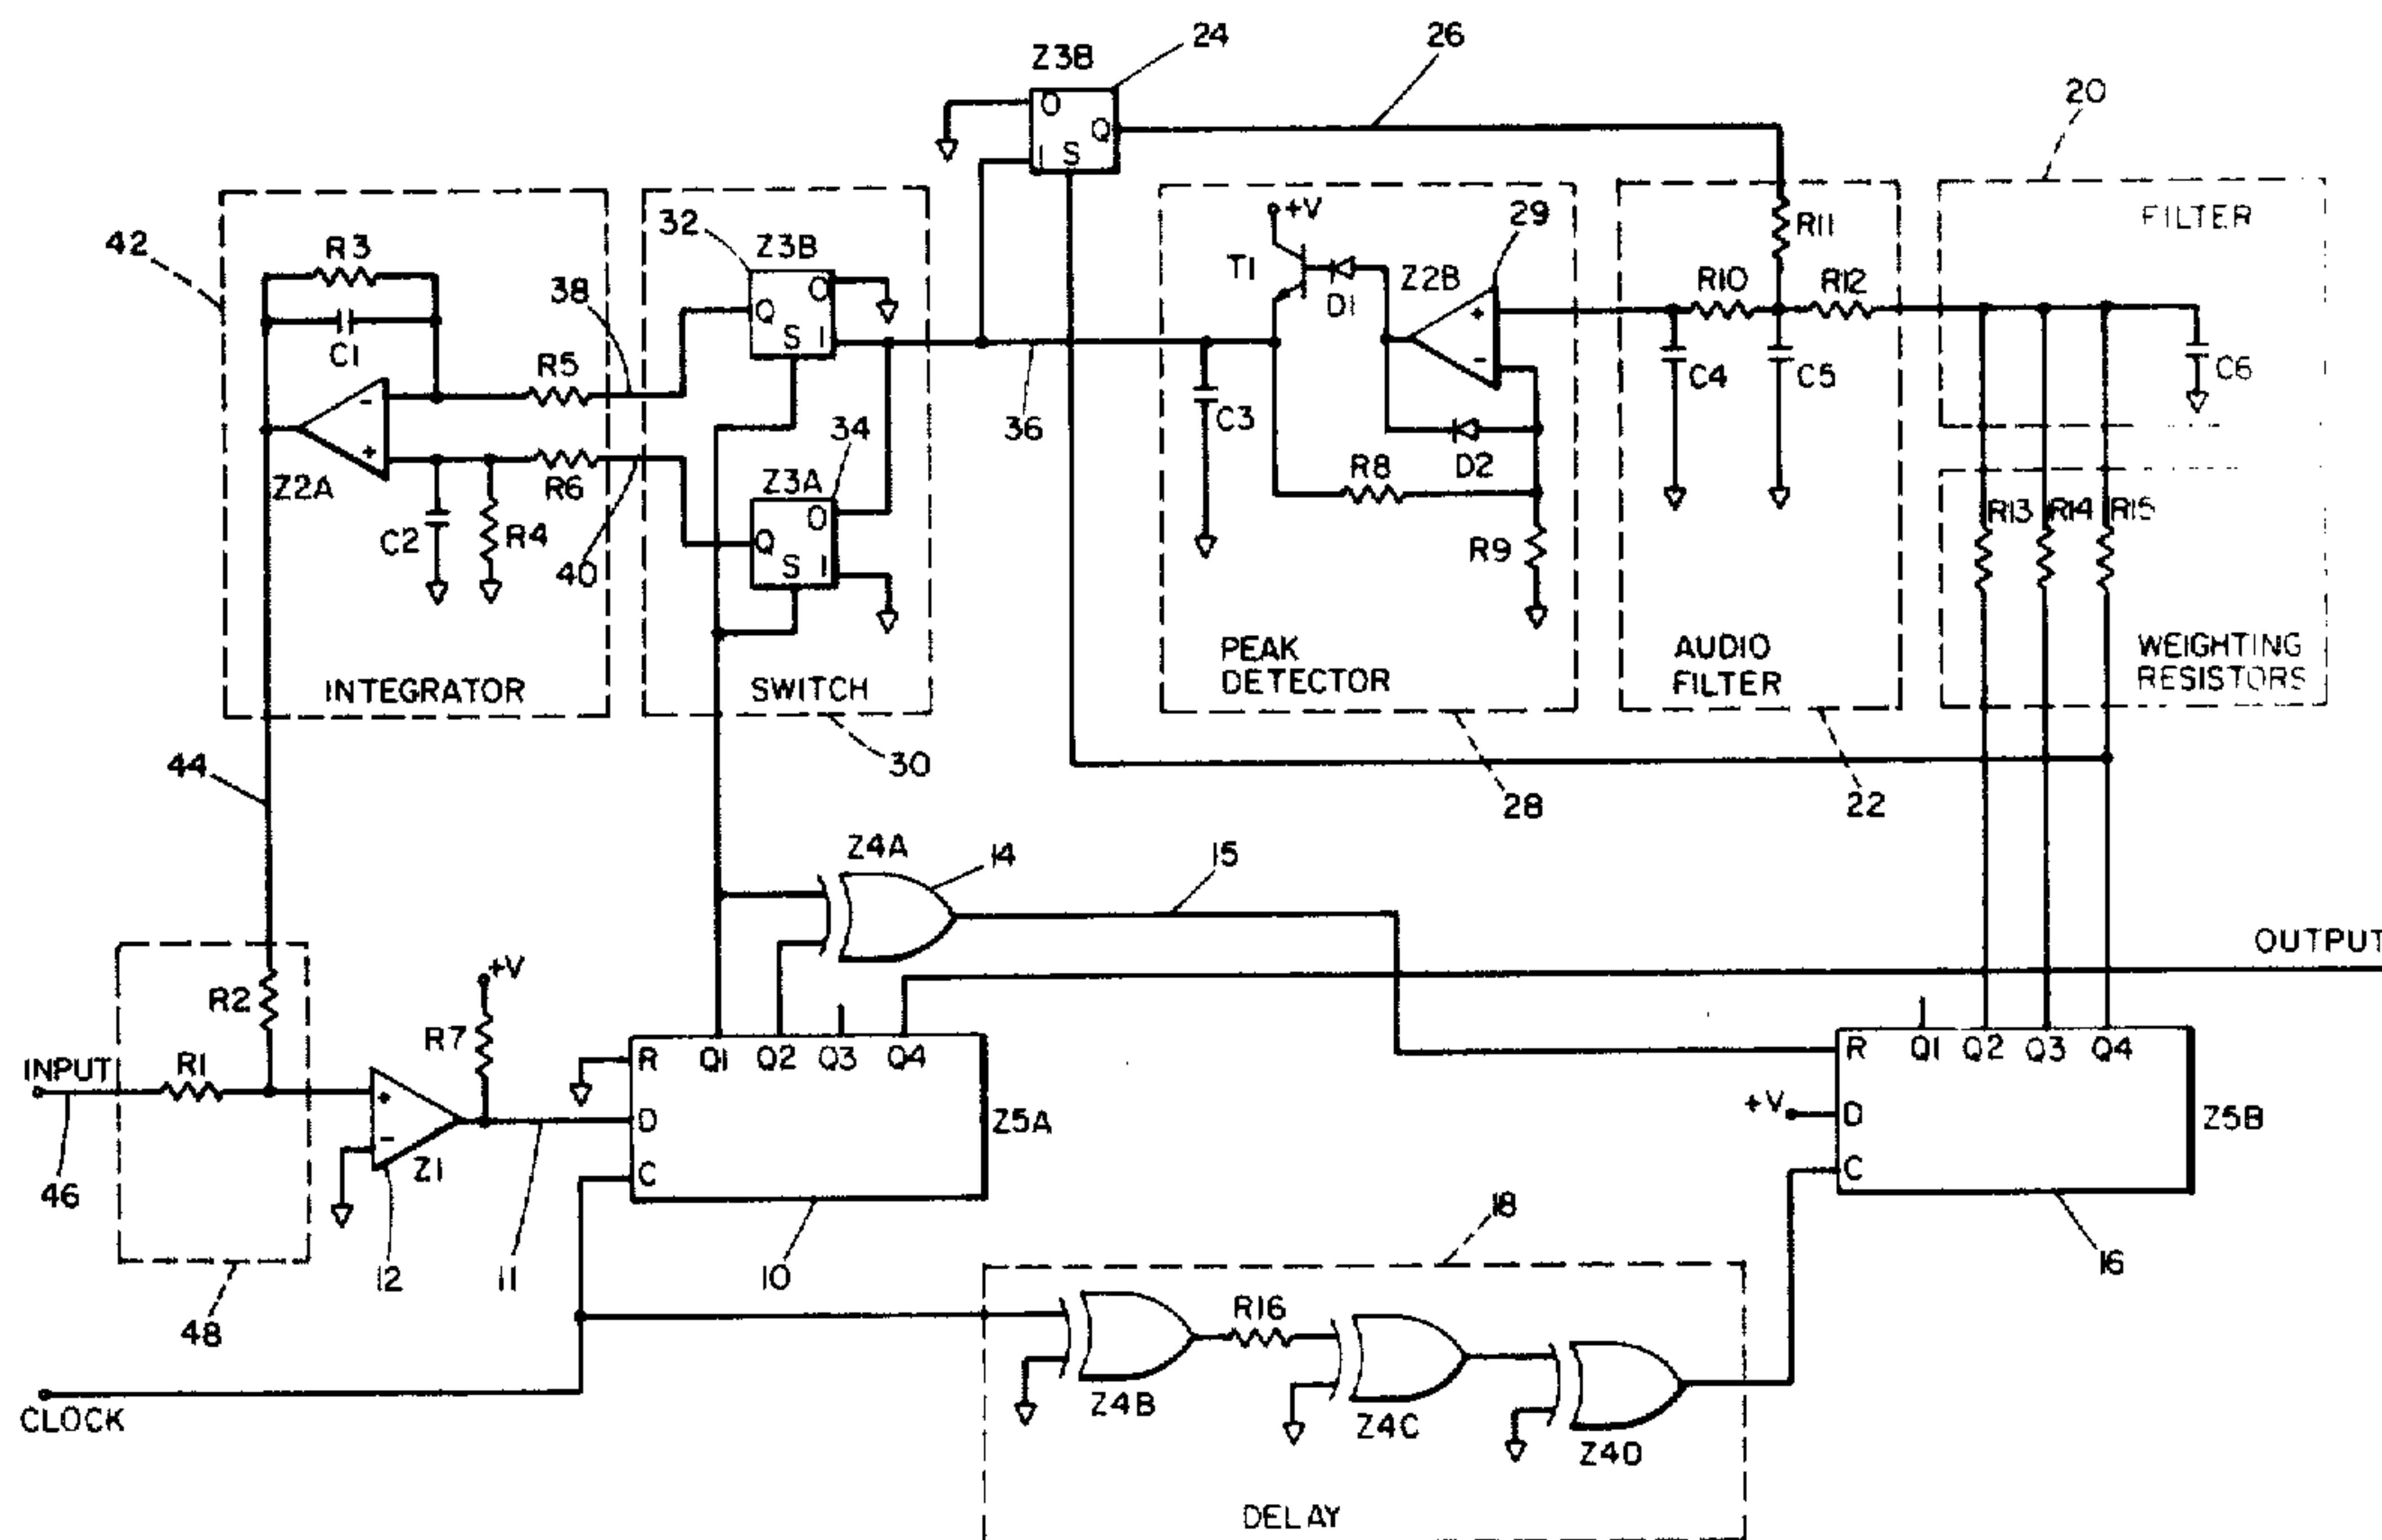 24
26
Z3B
20
O
Q
I S
+V
29
FILTER
42
32
Z3B
R3
38
O
Q
S I
T1
D1
Z2B
R11
R10
R12
+
-
C1
R5
C4
C5
C6
-
+
C3
34
36
D2
R8
Z2A
R6
Z3A
O
Q
S I
C2
R4
40
R9
R13
R14
R15
INTEGRATOR
SWITCH
PEAK
DETECTOR
AUDIO
FILTER
WEIGHTING
RESISTORS
44
30
28
22
Z4A
14
15
OUTPUT
R2
+V
R7
INPUT
R1
R
Q1
Q2
Q3
Q4
R
Q1
Q2
Q3
Q4
+
-
Z1
D
Z5A
+V
D
Z5B
C
C
46
12
11
10
18
16
48
R16
Z4B
Z4C
Z4D
CLOCK
DELAY